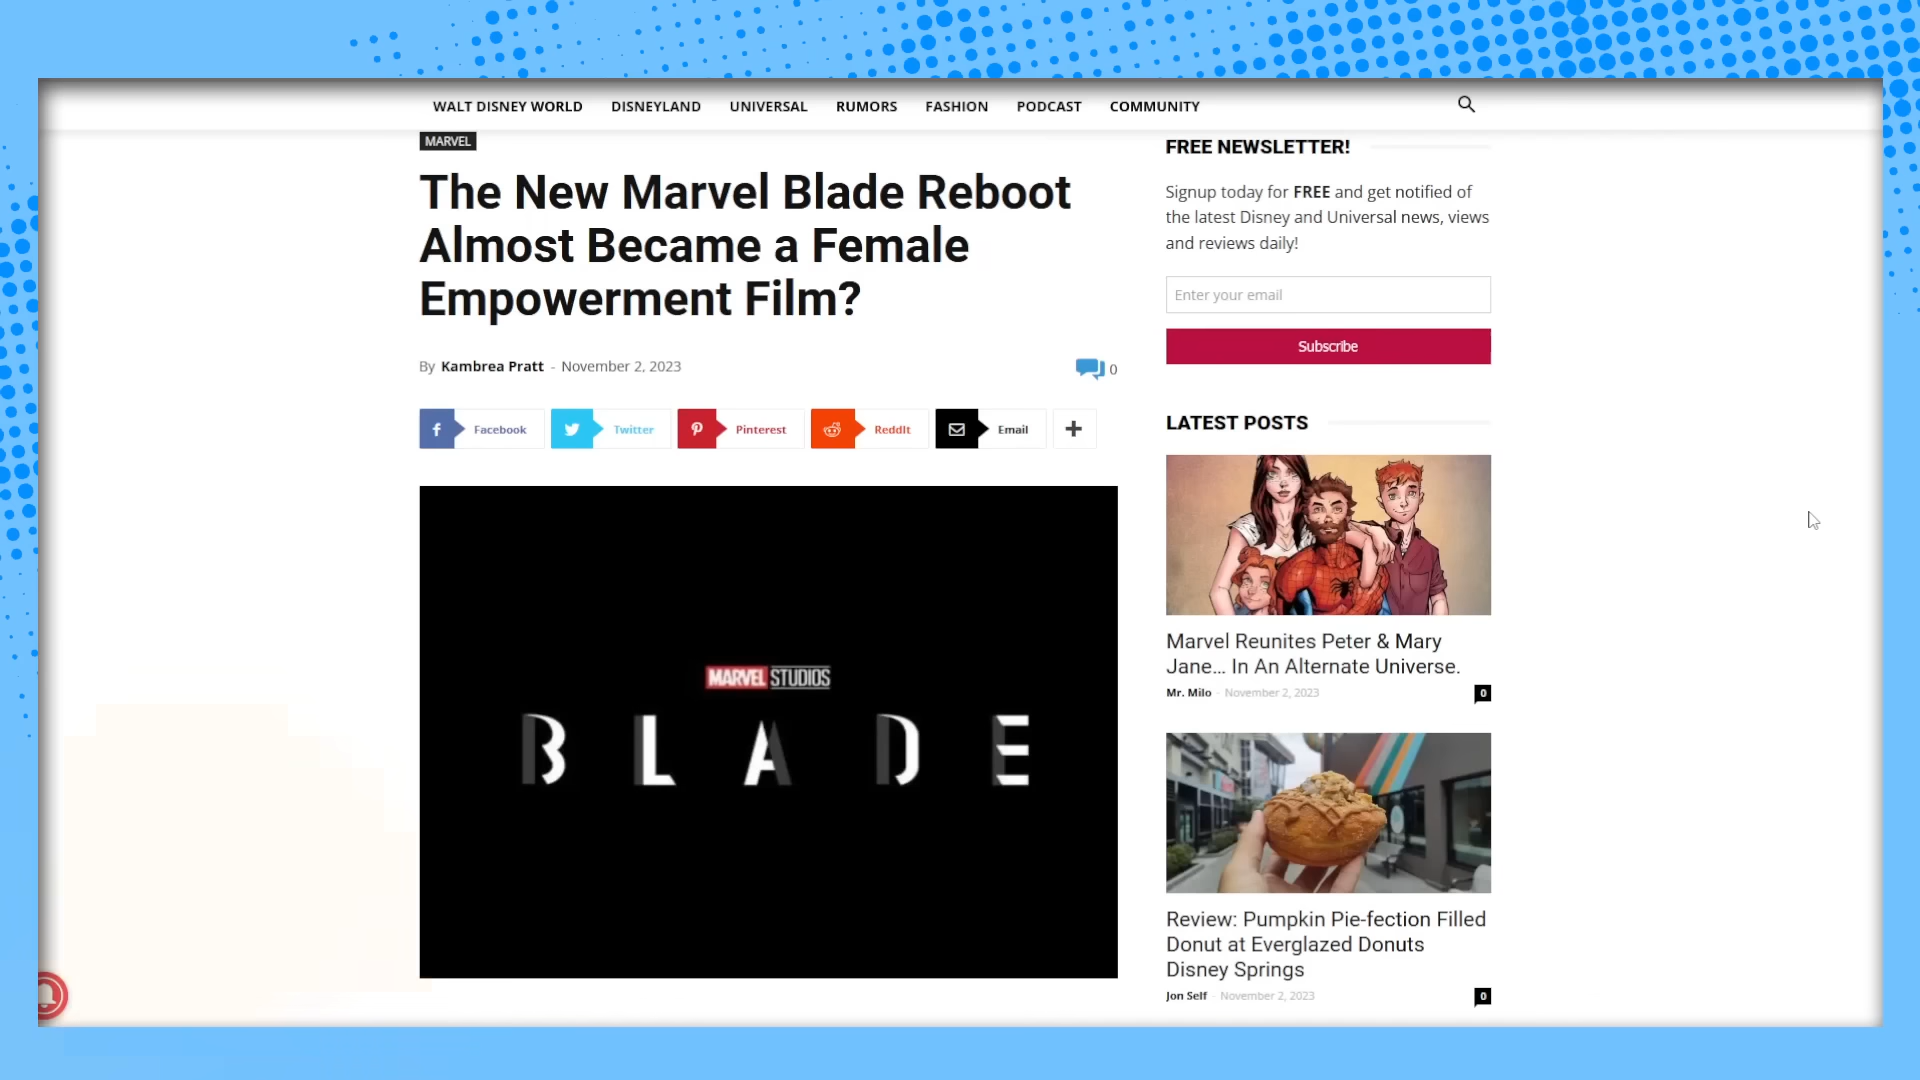 WALT DISNEY WORLD DISNEYLAND UNIVERSAL RUMORS FASHION PODCAST COMMUNITY
MARVEL
The New Marvel Blade Reboot
Almost Became a Female
Empowerment Film?
By Kambrea Pratt - November 2, 2023
0
Facebook Twitter Pinterest ReddIt Email
MARVEL STUDIOS
BLADE
FREE NEWSLETTER!
Signup today for FREE and get notified of
the latest Disney and Universal news, views
and reviews daily!
Enter your email
Subscribe
LATEST POSTS
Marvel Reunites Peter & Mary
Jane... In An Alternate Universe.
Mr. Milo - November 2, 2023
0
Review: Pumpkin Pie-fection Filled
Donut at Everglazed Donuts
Disney Springs
Jon Self - November 2, 2023
0